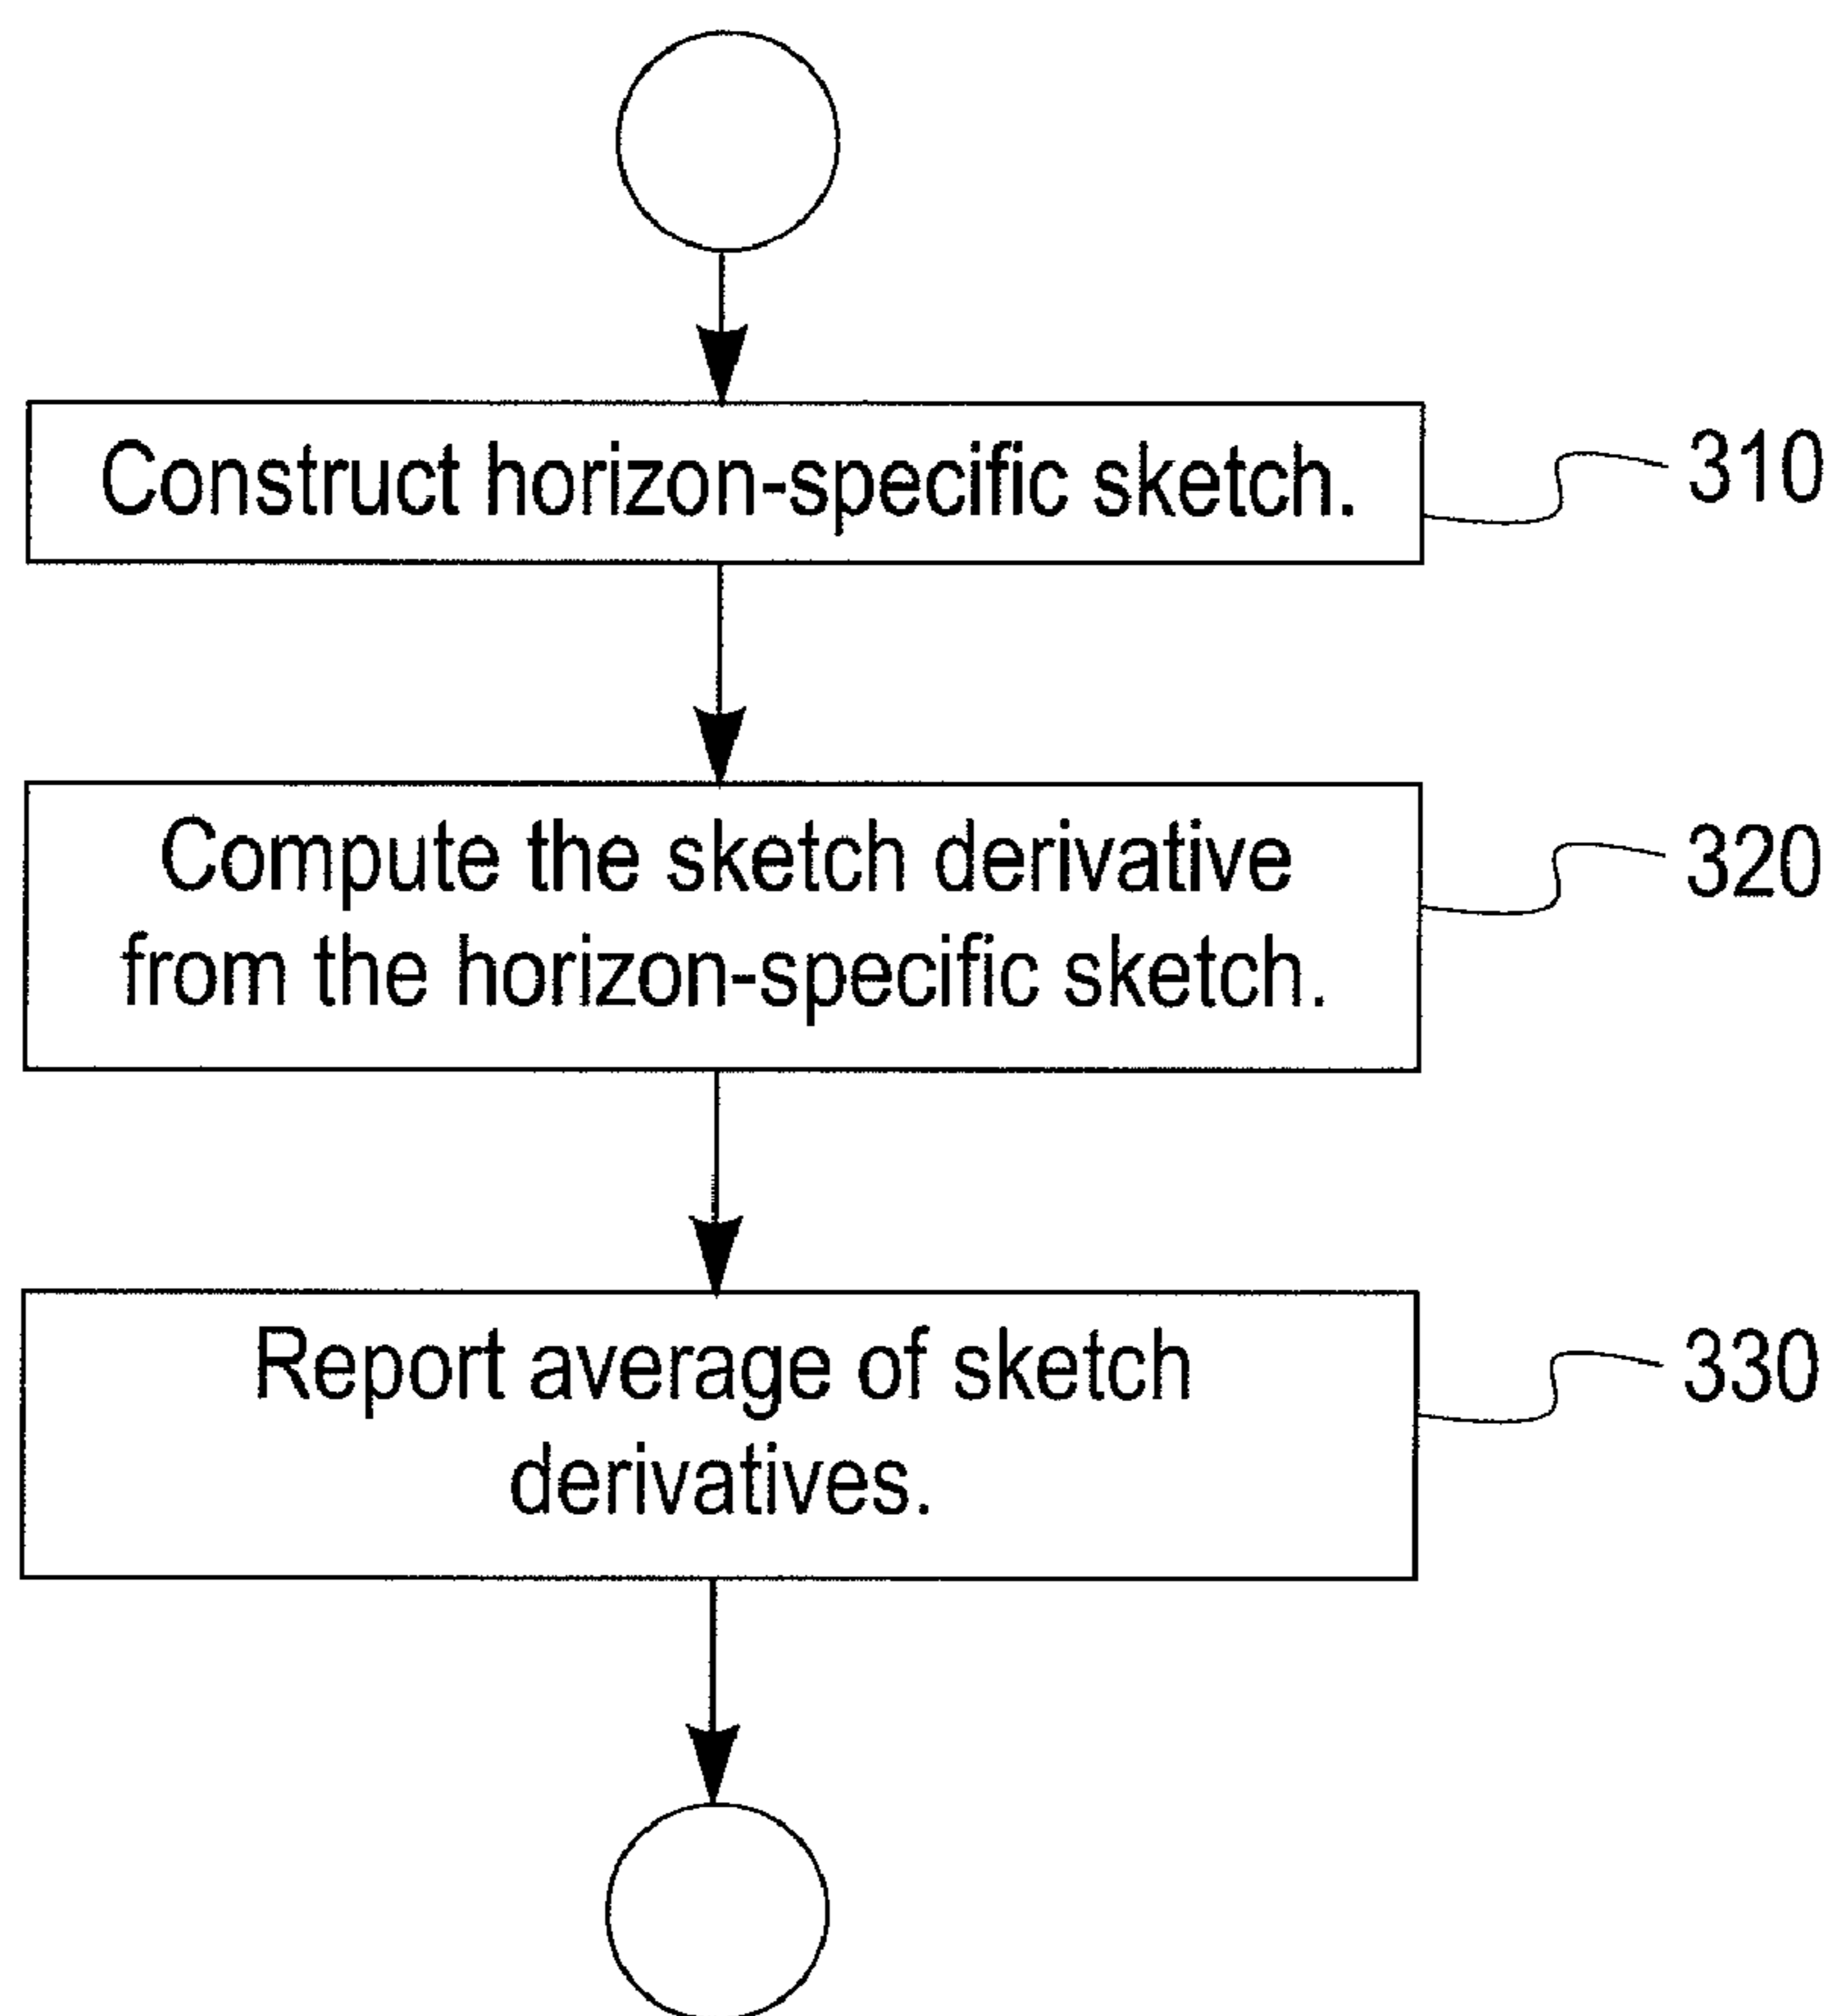 Construct horizon-specific sketch.
310
Compute the sketch derivative
from the horizon-specific sketch.
320
Report average of sketch
derivatives.
330